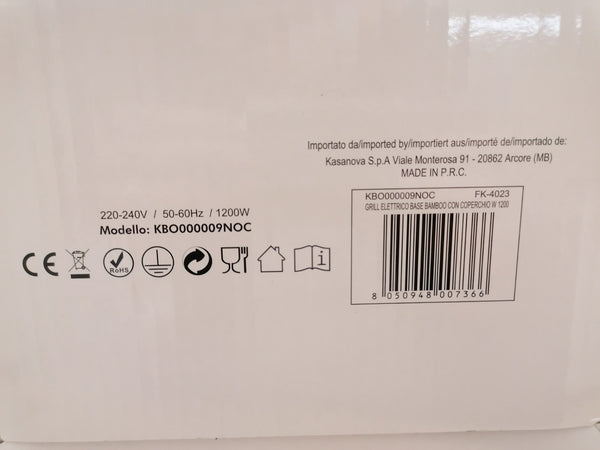 Importato da/imported by/importiert aus/importé de/importado de:
Kasanova S.p.A Viale Monterosa 91 - 20862 Arcore (MB)
MADE IN P.R.C.
KBO000009NOC FK-4023
GRILL ELETTRICO BASE BAMBOO CON COPERCHIO W 1200
8 050948 007366
220-240V / 50-60Hz / 1200W
Modello: KBO000009NOC
CE
RoHS
i